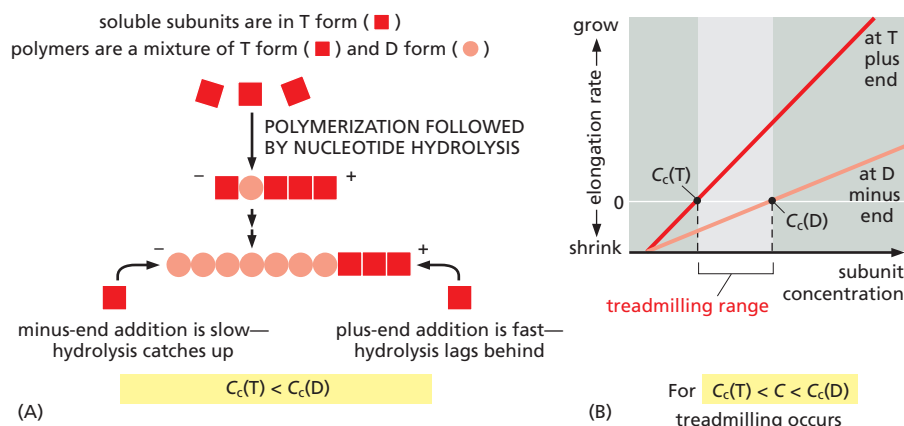 soluble subunits are in T form ( )
polymers are a mixture of T form ( ) and D form ( )
POLYMERIZATION FOLLOWED
BY NUCLEOTIDE HYDROLYSIS
– +
– +
minus-end addition is slow—
hydrolysis catches up
plus-end addition is fast—
hydrolysis lags behind
Cc(T) < Cc(D)
(A)
grow
elongation rate
0
shrink
at T
plus
end
Cc(T)
at D
minus
end
Cc(D)
subunit
concentration
treadmilling range
(B)
For Cc(T) < C < Cc(D)
treadmilling occurs